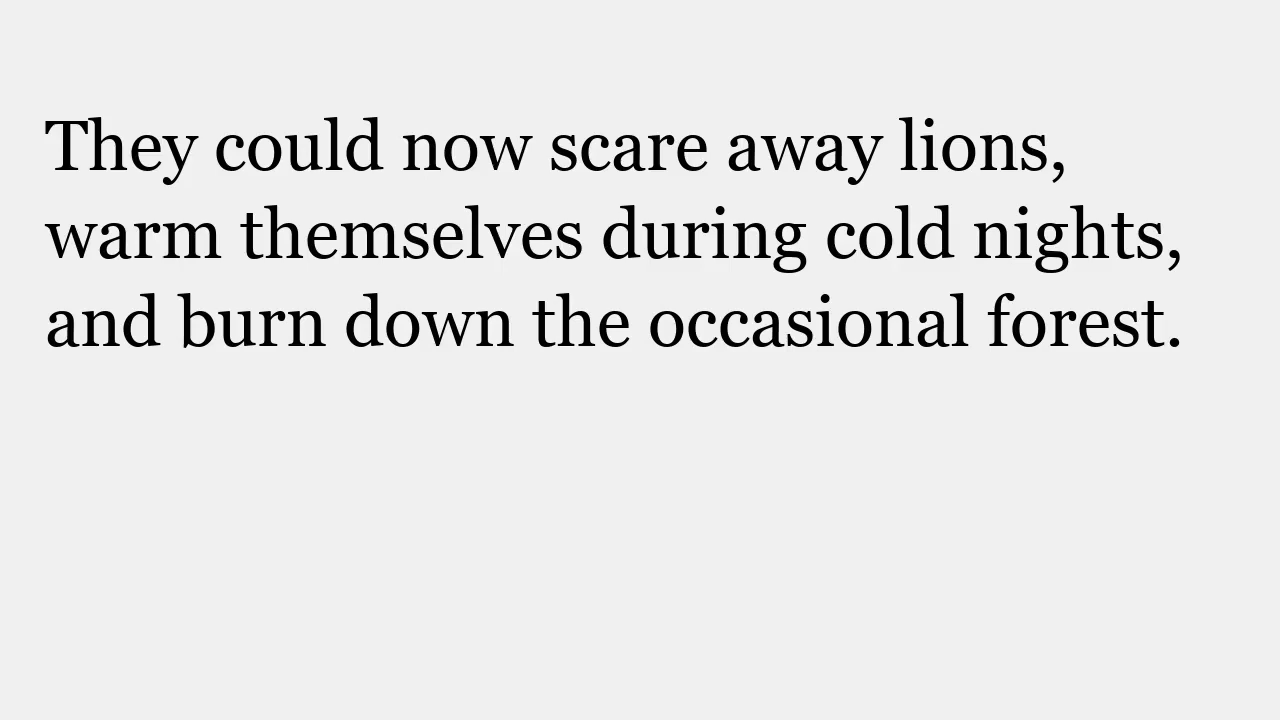 They could now scare away lions,
warm themselves during cold nights,
and burn down the occasional forest.